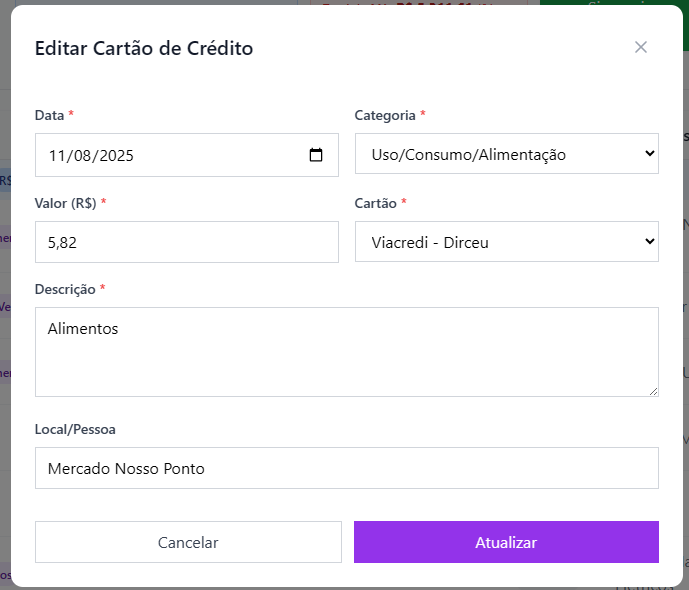 Editar Cartão de Crédito
Data *
Categoria *
11/08/2025
Uso/Consumo/Alimentação
Valor (R$) *
Cartão *
5,82
Viacredi - Dirceu
Descrição *
Alimentos
Local/Pessoa
Mercado Nosso Ponto
Cancelar
Atualizar